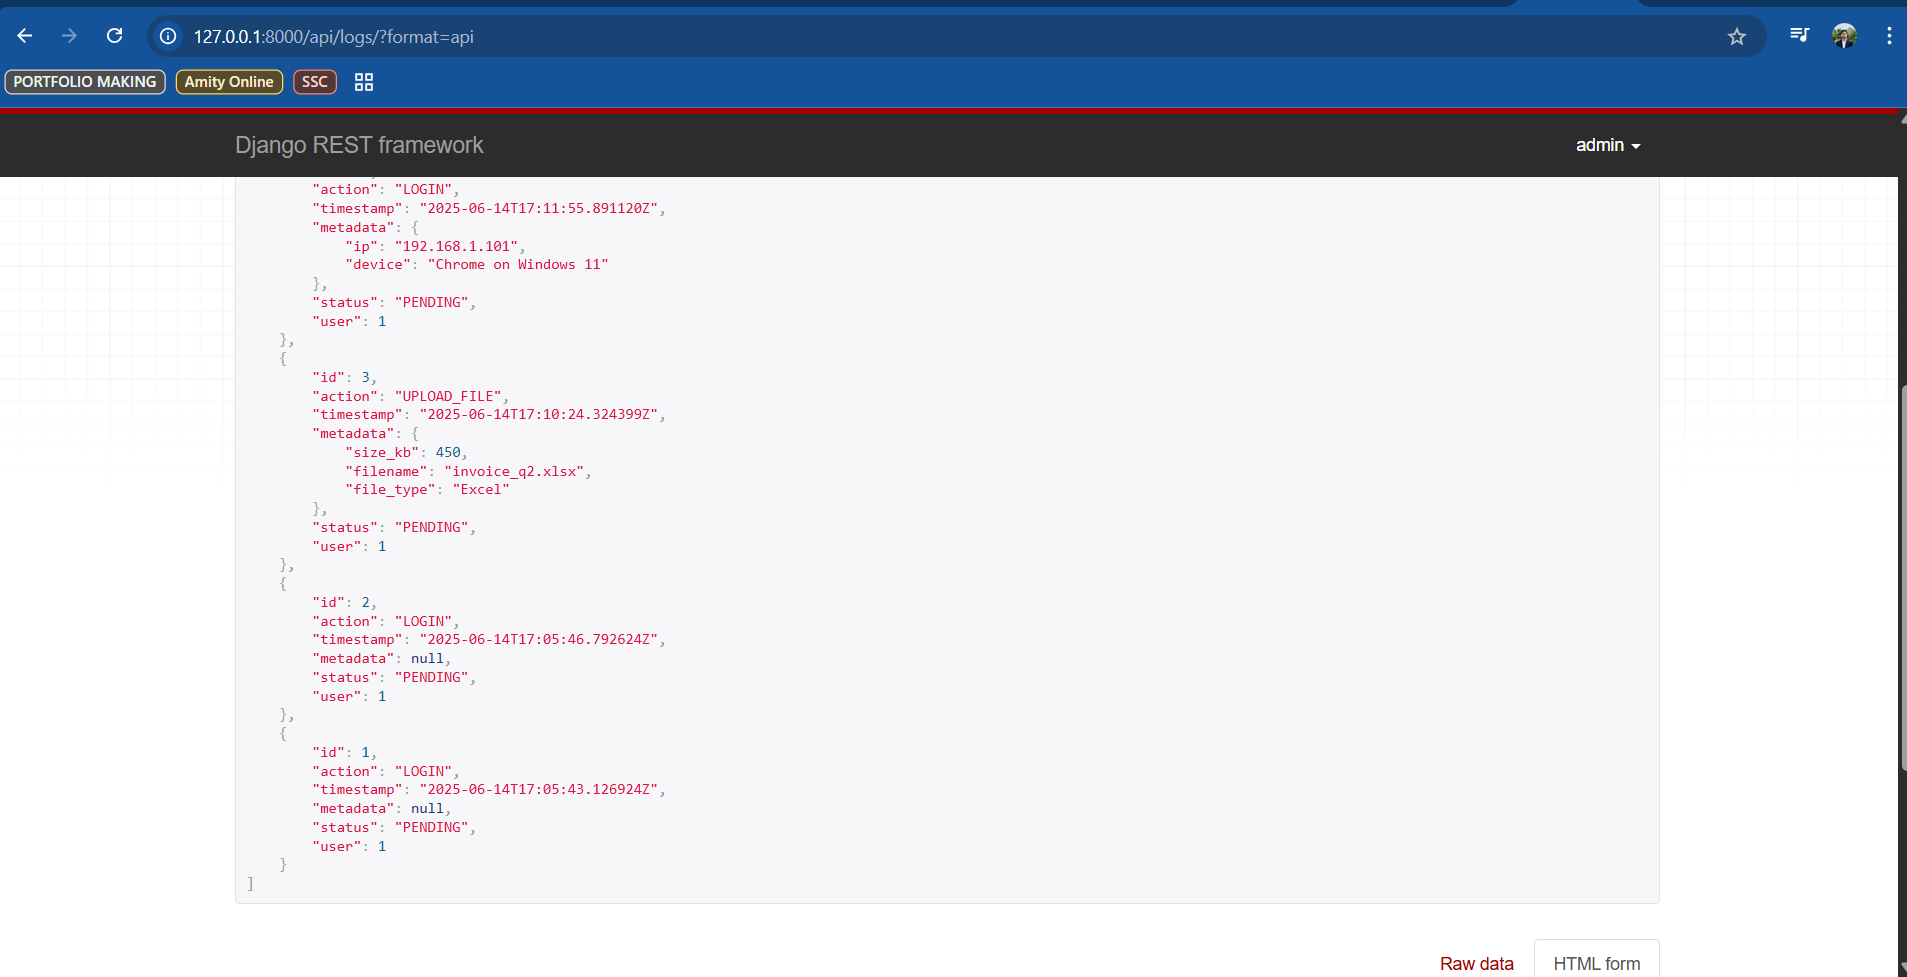 127.0.0.1:8000/api/logs/?format=api
PORTFOLIO MAKING Amity Online SSC
Django REST framework admin
"action": "LOGIN",
"timestamp": "2025-06-14T17:11:55.891120Z",
"metadata": {
"ip": "192.168.1.101",
"device": "Chrome on Windows 11"
},
"status": "PENDING",
"user": 1
},
{
"id": 3,
"action": "UPLOAD_FILE",
"timestamp": "2025-06-14T17:10:24.324399Z",
"metadata": {
"size_kb": 450,
"filename": "invoice_q2.xlsx",
"file_type": "Excel"
},
"status": "PENDING",
"user": 1
},
{
"id": 2,
"action": "LOGIN",
"timestamp": "2025-06-14T17:05:46.792624Z",
"metadata": null,
"status": "PENDING",
"user": 1
},
{
"id": 1,
"action": "LOGIN",
"timestamp": "2025-06-14T17:05:43.126924Z",
"metadata": null,
"status": "PENDING",
"user": 1
}
]
Raw data HTML form